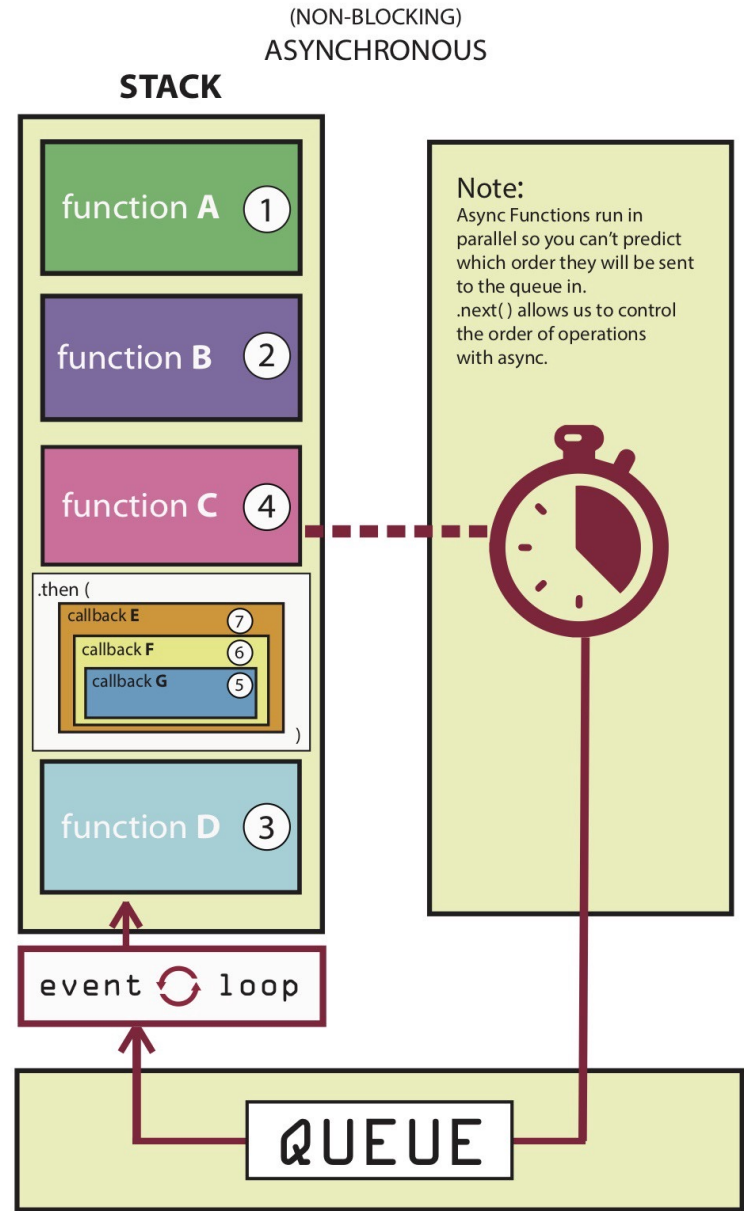 (NON-BLOCKING)
ASYNCHRONOUS
STACK
function A 1
function B 2
function C 4
.then (
callback E 7
callback F 6
callback G 5
)
function D 3
event loop
Note:
Async Functions run in
parallel so you can't predict
which order they will be sent
to the queue in.
.next( ) allows us to control
the order of operations
with async.
QUEUE